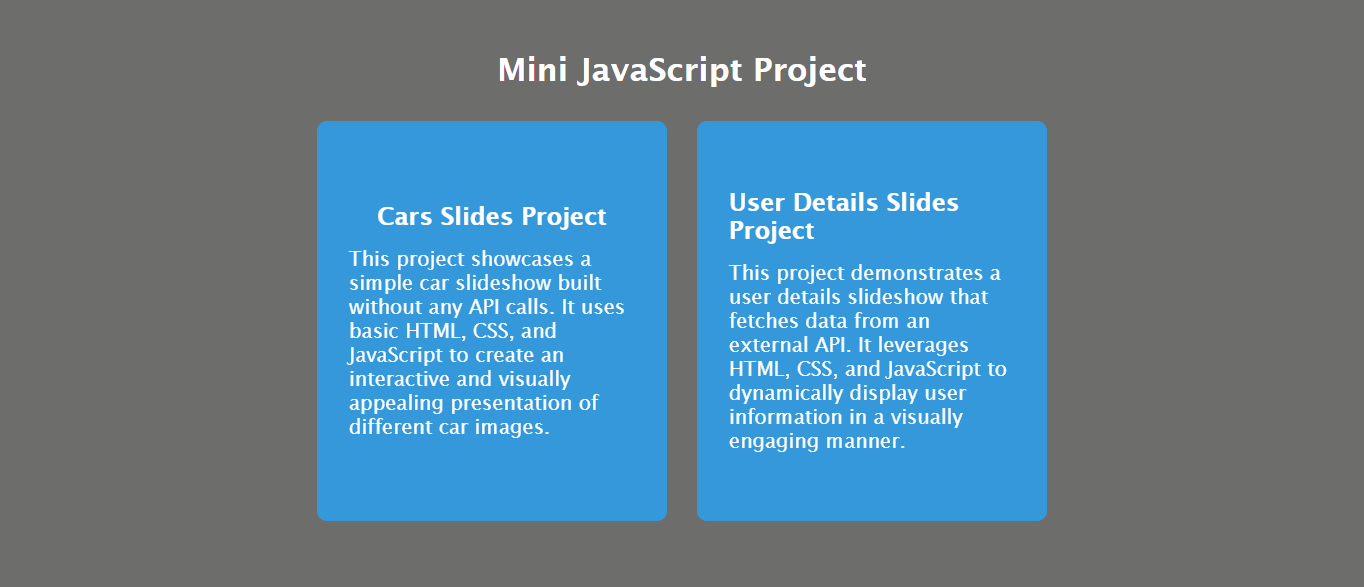 Mini JavaScript Project
Cars Slides Project
This project showcases a
simple car slideshow built
without any API calls. It uses
basic HTML, CSS, and
JavaScript to create an
interactive and visually
appealing presentation of
different car images.
User Details Slides
Project
This project demonstrates a
user details slideshow that
fetches data from an
external API. It leverages
HTML, CSS, and JavaScript to
dynamically display user
information in a visually
engaging manner.